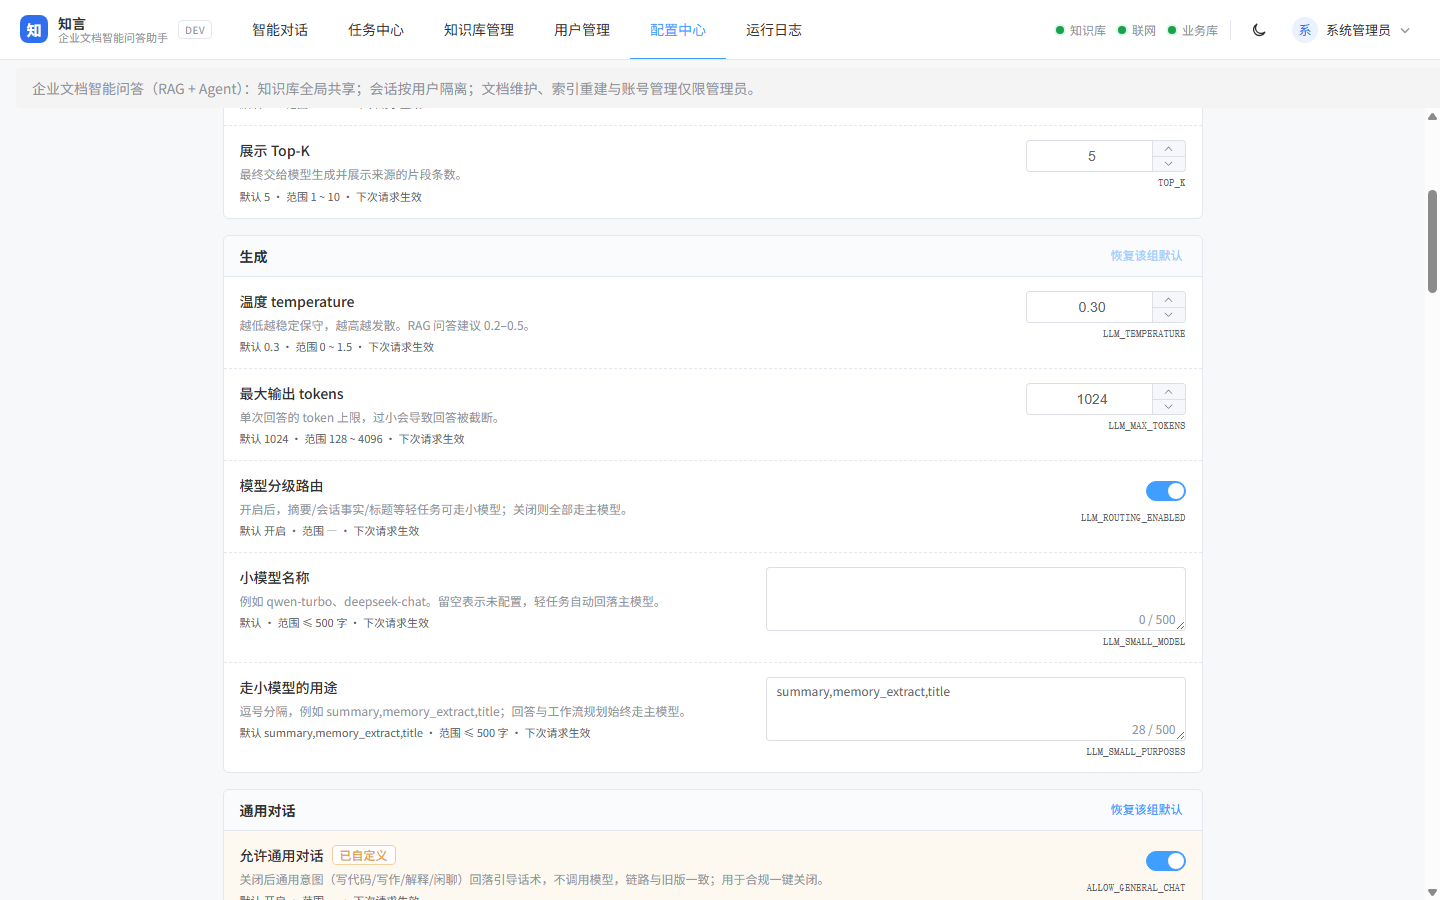 知
知言
企业文档智能问答助手
DEV
智能对话
任务中心
知识库管理
用户管理
配置中心
运行日志
知识库
联网
业务库
系
系统管理员
企业文档智能问答（RAG + Agent）：知识库全局共享；会话按用户隔离；文档维护、索引重建与账号管理仅限管理员。
展示 Top-K
5
最终交给模型生成并展示来源的片段条数。
TOP_K
默认 5 · 范围 1 ~ 10 · 下次请求生效
生成
恢复该组默认
温度 temperature
0.30
越低越稳定保守，越高越发散。RAG 问答建议 0.2–0.5。
LLM_TEMPERATURE
默认 0.3 · 范围 0 ~ 1.5 · 下次请求生效
最大输出 tokens
1024
单次回答的 token 上限，过小会导致回答被截断。
LLM_MAX_TOKENS
默认 1024 · 范围 128 ~ 4096 · 下次请求生效
模型分级路由
开启后，摘要/会话事实/标题等轻任务可走小模型；关闭则全部走主模型。
LLM_ROUTING_ENABLED
默认 开启 · 范围 — · 下次请求生效
小模型名称
例如 qwen-turbo、deepseek-chat。留空表示未配置，轻任务自动回落主模型。
0 / 500
默认 · 范围 ≤ 500 字 · 下次请求生效
LLM_SMALL_MODEL
走小模型的用途
summary,memory_extract,title
逗号分隔，例如 summary,memory_extract,title；回答与工作流规划始终走主模型。
28 / 500
默认 summary,memory_extract,title · 范围 ≤ 500 字 · 下次请求生效
LLM_SMALL_PURPOSES
通用对话
恢复该组默认
允许通用对话
已自定义
关闭后通用意图（写代码/写作/解释/闲聊）回落引导话术，不调用模型，链路与旧版一致；用于合规一键关闭。
ALLOW_GENERAL_CHAT